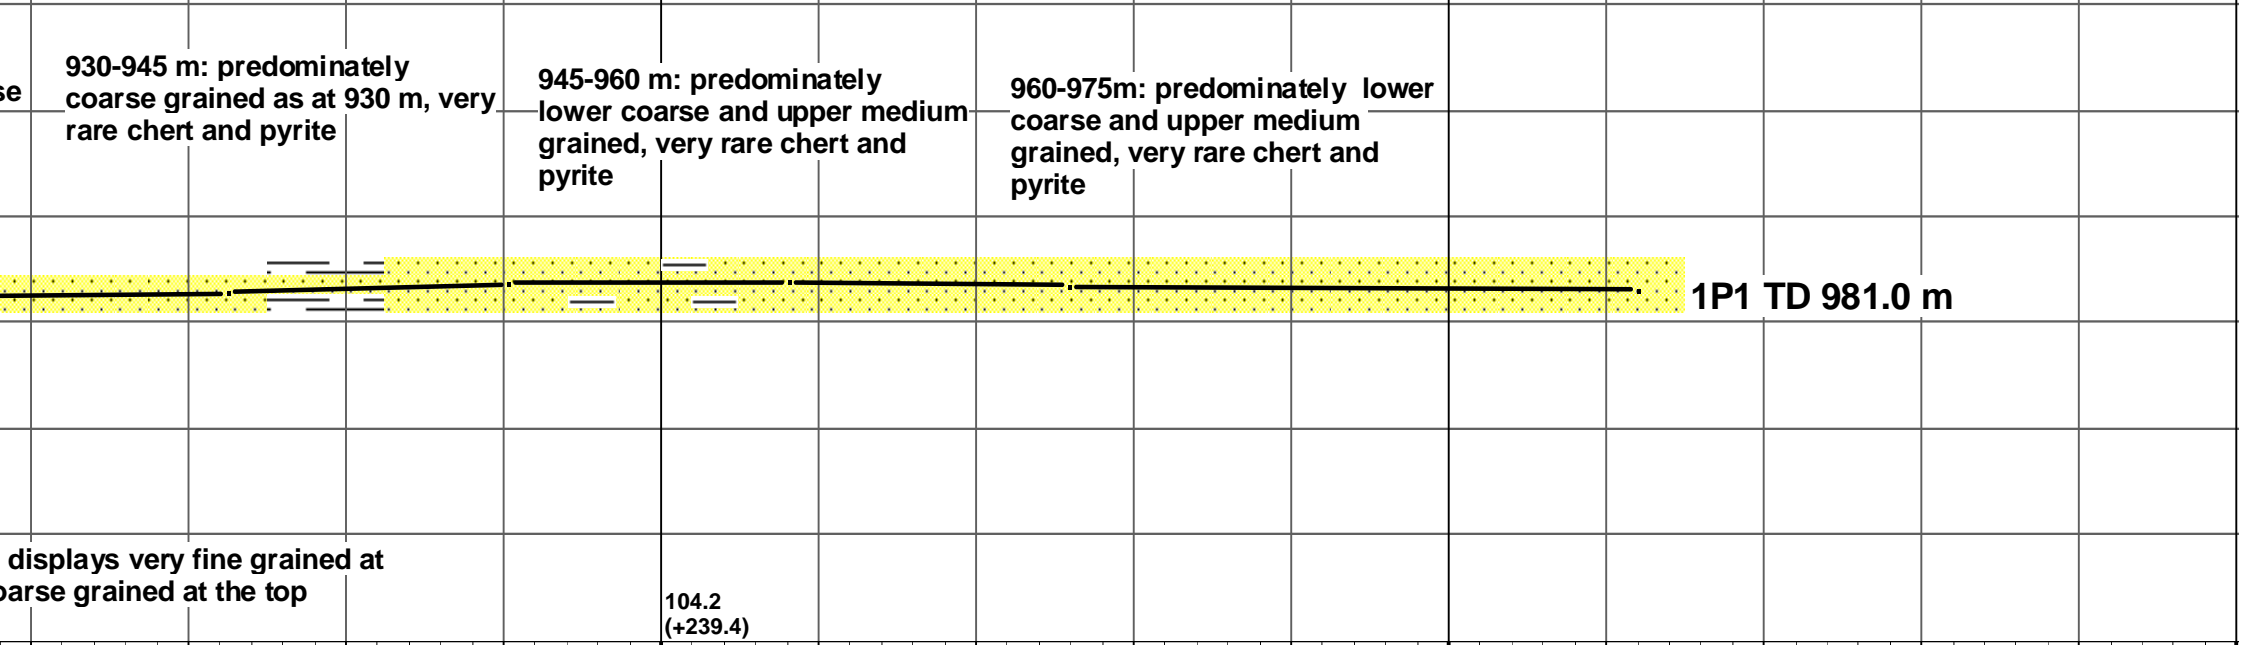 se
930-945 m: predominately
coarse grained as at 930 m, very
rare chert and pyrite
945-960 m: predominately
lower coarse and upper medium
grained, very rare chert and
pyrite
960-975m: predominately  lower
coarse and upper medium
grained, very rare chert and
pyrite
1P1 TD 981.0 m
displays very fine grained at
oarse grained at the top
104.2
(+239.4)